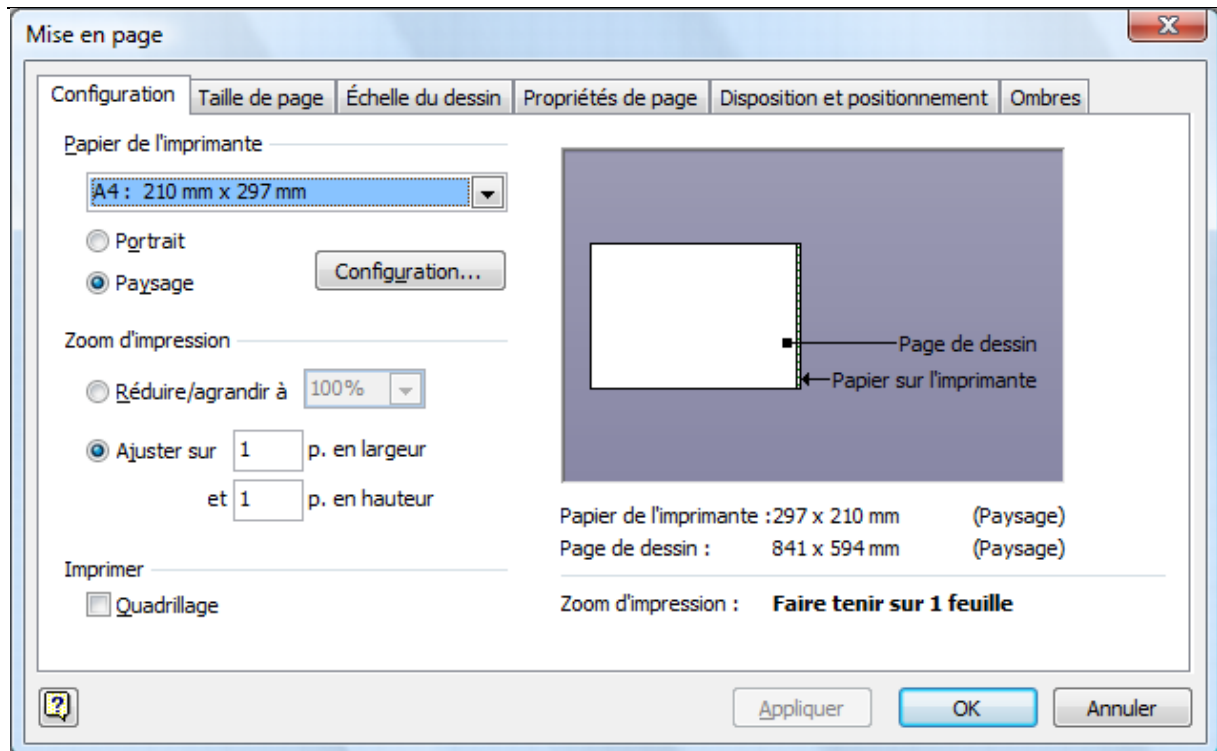 Mise en page
Configuration Taille de page Échelle du dessin Propriétés de page Disposition et positionnement Ombres
Papier de l'imprimante
A4 : 210 mm x 297 mm
Portrait
Paysage
Configuration...
Zoom d'impression
Réduire/agrandir à 100%
Ajuster sur 1 p. en largeur
et 1 p. en hauteur
Imprimer
Quadrillage
Page de dessin
Papier sur l'imprimante
Papier de l'imprimante :297 x 210 mm (Paysage)
Page de dessin : 841 x 594 mm (Paysage)
Zoom d'impression : Faire tenir sur 1 feuille
Appliquer OK Annuler